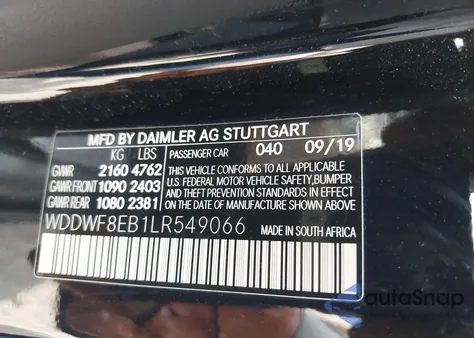 MFD BY DAIMLER AG STUTTGART
KG LBS PASSENGER CAR 040 09/19
GVWR 2160 4762
GAWR FRONT 1090 2403
GAWR REAR 1080 2381
THIS VEHICLE CONFORMS TO ALL APPLICABLE
U.S. FEDERAL MOTOR VEHICLE SAFETY, BUMPER
AND THEFT PREVENTION STANDARDS IN EFFECT
ON THE DATE OF MANUFACTURE SHOWN ABOVE.
WDDWF8EB1LR549066 MADE IN SOUTH AFRICA
autaSnap